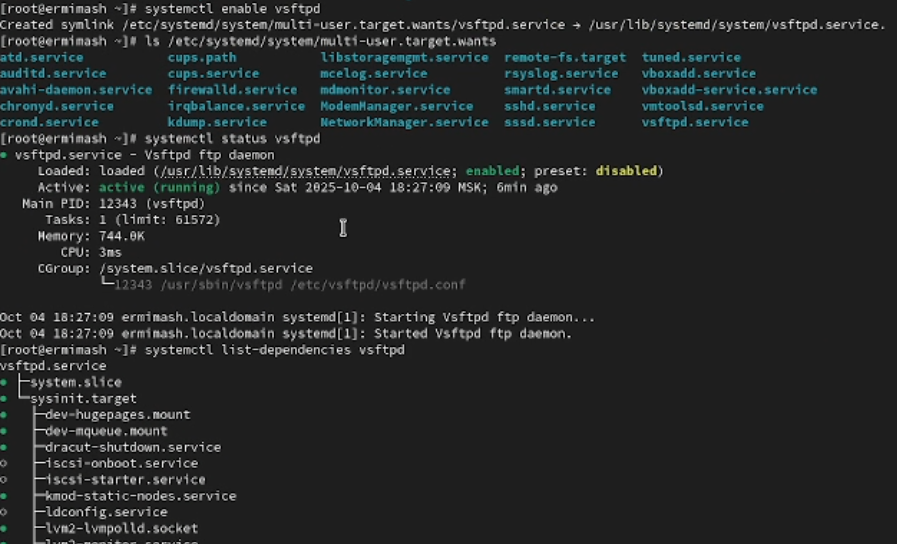 [root@ermimash ~]# systemctl enable vsftpd
Created symlink /etc/systemd/system/multi-user.target.wants/vsftpd.service → /usr/lib/systemd/system/vsftpd.service.
[root@ermimash ~]# ls /etc/systemd/system/multi-user.target.wants
atd.service cups.path libstoragemgmt.service remote-fs.target tuned.service
auditd.service cups.service mcelog.service rsyslog.service vboxadd.service
avahi-daemon.service firewalld.service mdmonitor.service smartd.service vboxadd-service.service
chronyd.service irqbalance.service ModemManager.service sshd.service vmtoolsd.service
crond.service kdump.service NetworkManager.service sssd.service vsftpd.service
[root@ermimash ~]# systemctl status vsftpd
● vsftpd.service - Vsftpd ftp daemon
Loaded: loaded (/usr/lib/systemd/system/vsftpd.service; enabled; preset: disabled)
Active: active (running) since Sat 2025-10-04 18:27:09 MSK; 6min ago
Main PID: 12343 (vsftpd)
Tasks: 1 (limit: 61572)
Memory: 744.0K
CPU: 3ms
CGroup: /system.slice/vsftpd.service
└─12343 /usr/sbin/vsftpd /etc/vsftpd/vsftpd.conf
Oct 04 18:27:09 ermimash.localdomain systemd[1]: Starting Vsftpd ftp daemon...
Oct 04 18:27:09 ermimash.localdomain systemd[1]: Started Vsftpd ftp daemon.
[root@ermimash ~]# systemctl list-dependencies vsftpd
vsftpd.service
● ├─system.slice
● └─sysinit.target
● ├─dev-hugepages.mount
● ├─dev-mqueue.mount
● ├─dracut-shutdown.service
○ ├─iscsi-onboot.service
○ ├─iscsi-starter.service
● ├─kmod-static-nodes.service
○ ├─ldconfig.service
● ├─lvm2-lvmpolld.socket